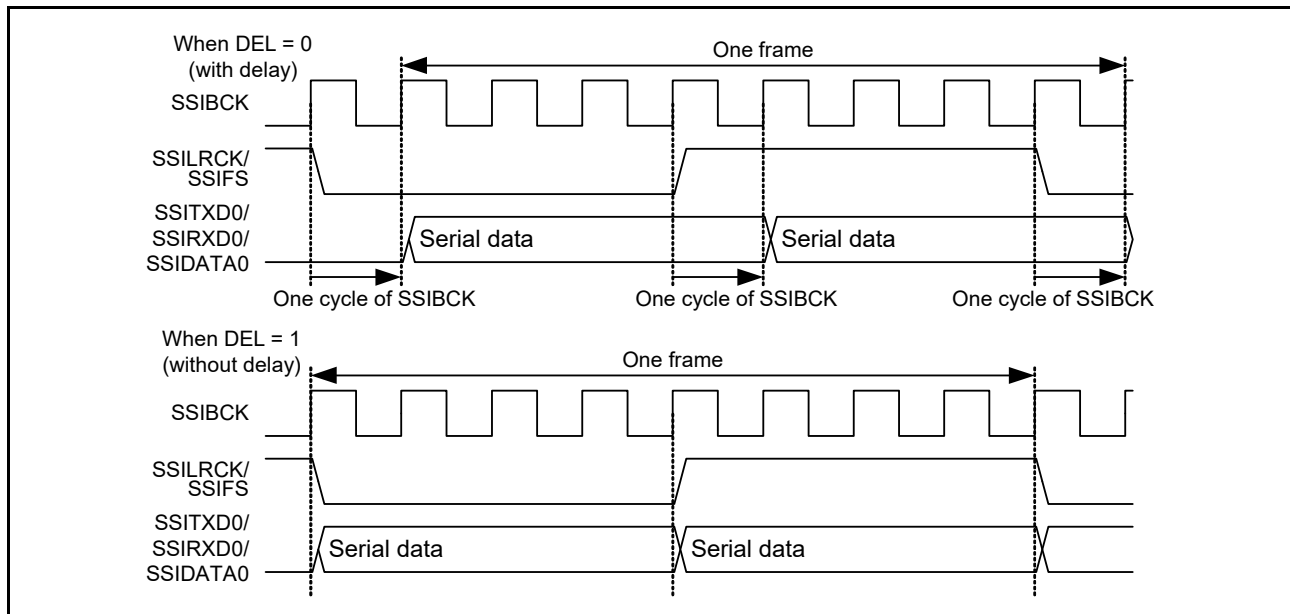 When DEL = 0
(with delay)
One frame
SSIBCK
SSILRCK/
SSIFS
SSITXD0/
SSIRXD0/
SSIDATA0
Serial data
Serial data
One cycle of SSIBCK
One cycle of SSIBCK
One cycle of SSIBCK
When DEL = 1
(without delay)
One frame
SSIBCK
SSILRCK/
SSIFS
SSITXD0/
SSIRXD0/
SSIDATA0
Serial data
Serial data